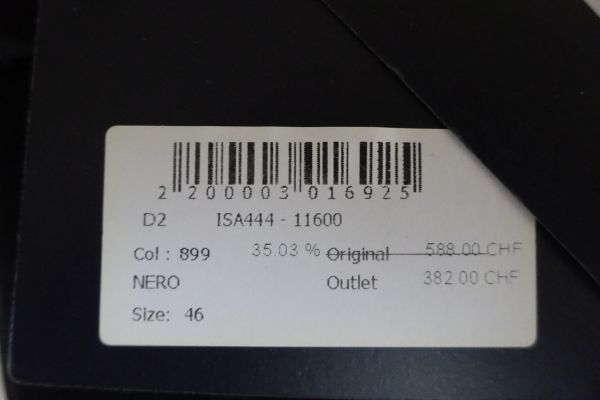 2 200003 016925
D2 ISA444 - 11600
Col : 899 35.03 % Original 588.00 CHF
NERO Outlet 382.00 CHF
Size: 46